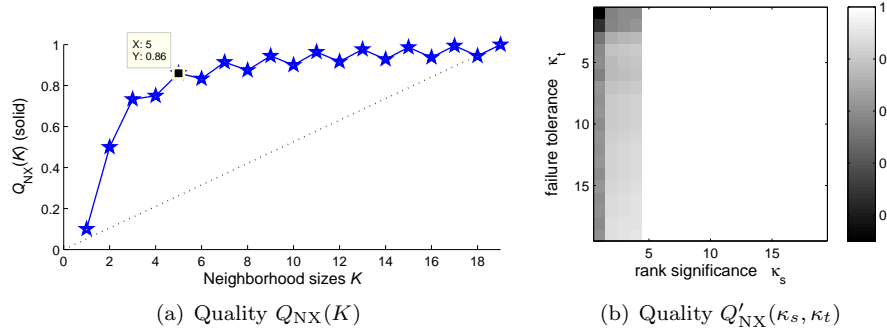 X: 5
Y: 0.86
1
0.8
0.6
0.4
0.2
0
Q_NX(K) (solid)
0 2 4 6 8 10 12 14 16 18
Neighborhood sizes K
(a) Quality Q_NX(K)
failure tolerance κ_t
5
10
15
5 10 15
rank significance κ_s
1
0
0
0
0
(b) Quality Q′_NX(κ_s, κ_t)